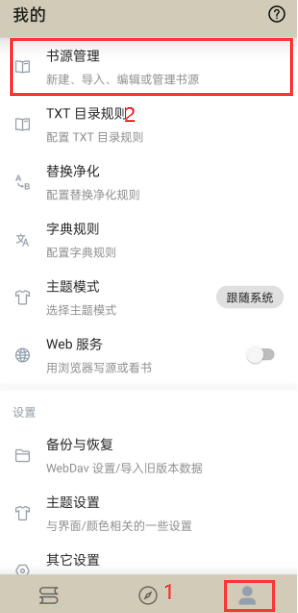 我的
书源管理
新建、导入、编辑或管理书源
TXT 目录规则2
配置 TXT 目录规则
替换净化
配置替换净化规则
字典规则
配置字典规则
主题模式
选择主题模式
跟随系统
Web 服务
用浏览器写源或看书
设置
备份与恢复
WebDav 设置/导入旧版本数据
主题设置
与界面/颜色相关的一些设置
其它设置
1